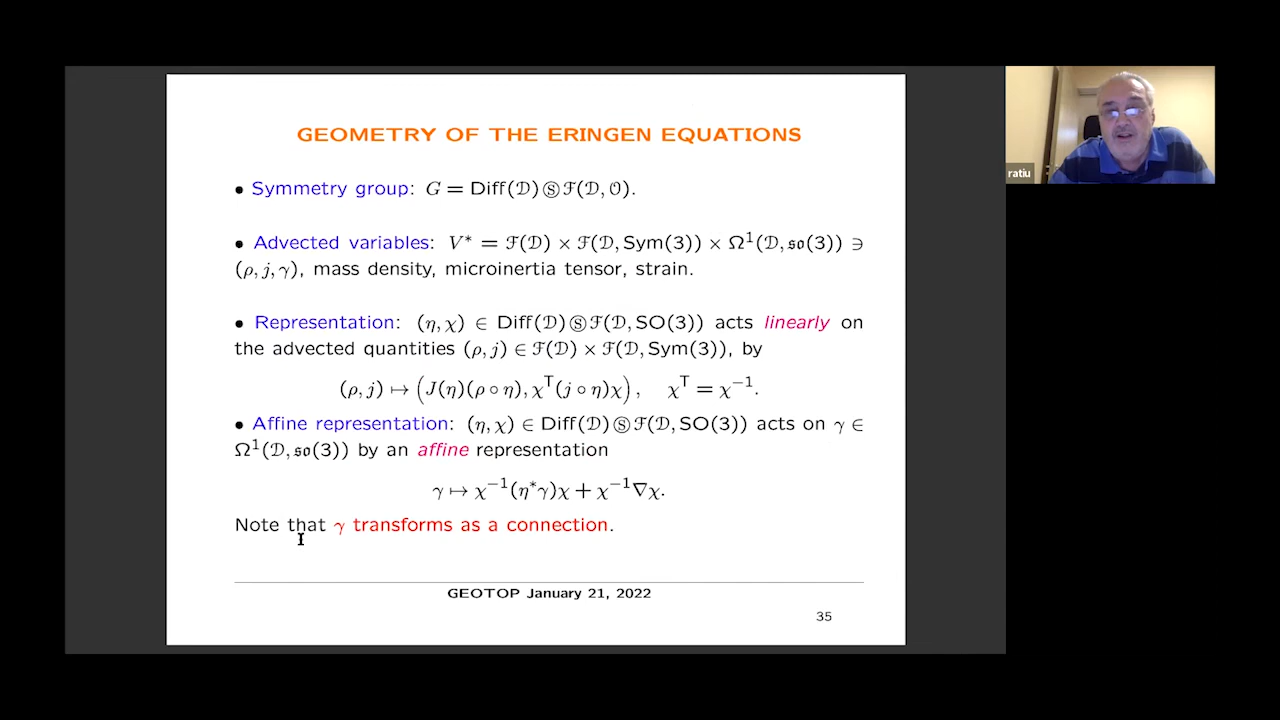 GEOMETRY OF THE ERINGEN EQUATIONS
• Symmetry group: G = Diff(𝒟) Ⓢ ℱ(𝒟, 𝒪).
• Advected variables: V* = ℱ(𝒟) × ℱ(𝒟, Sym(3)) × Ω¹(𝒟, 𝔰𝔬(3)) ∋
(ρ, j, γ), mass density, microinertia tensor, strain.
• Representation: (η, χ) ∈ Diff(𝒟) Ⓢ ℱ(𝒟, SO(3)) acts linearly on
the advected quantities (ρ, j) ∈ ℱ(𝒟) × ℱ(𝒟, Sym(3)), by
(ρ, j) ↦ (J(η)(ρ ∘ η), χᵀ(j ∘ η)χ), χᵀ = χ⁻¹.
• Affine representation: (η, χ) ∈ Diff(𝒟) Ⓢ ℱ(𝒟, SO(3)) acts on γ ∈
Ω¹(𝒟, 𝔰𝔬(3)) by an affine representation
γ ↦ χ⁻¹(η*γ)χ + χ⁻¹∇χ.
Note that γ transforms as a connection.
GEOTOP January 21, 2022
35
ratiu